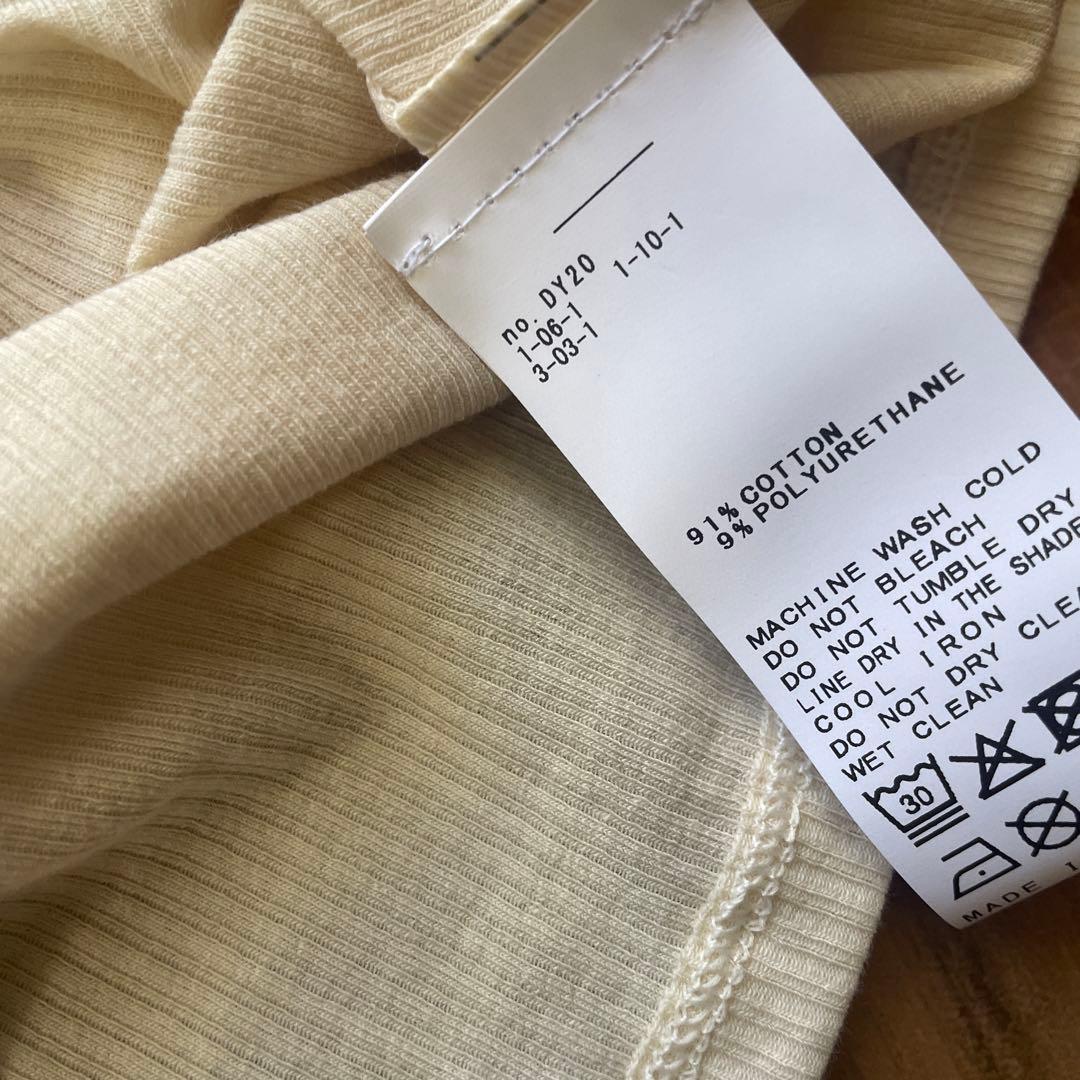 no. DY20
1-06-1 1-10-1
3-03-1
91% COTTON
9% POLYURETHANE
MACHINE WASH COLD
DO NOT BLEACH
DO NOT TUMBLE DRY
LINE DRY IN THE SHADE
COOL IRON
DO NOT DRY CLEA
WET CLEAN
30
MADE I